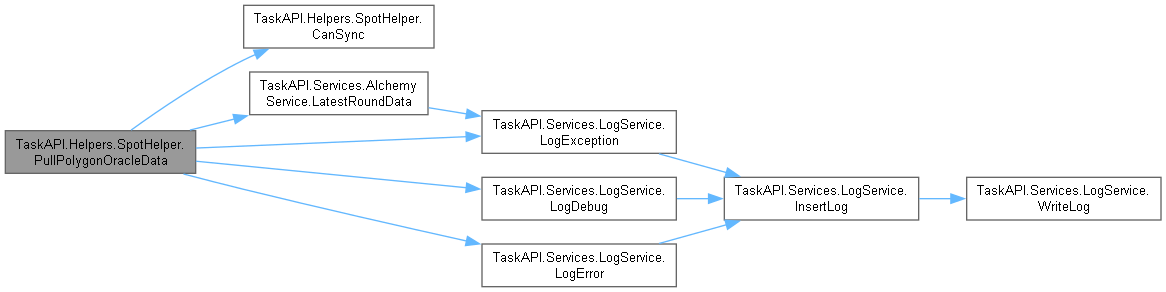 TaskAPI.Helpers.SpotHelper.
CanSync
TaskAPI.Services.Alchemy
Service.LatestRoundData
TaskAPI.Helpers.SpotHelper.
PullPolygonOracleData
TaskAPI.Services.LogService.
LogException
TaskAPI.Services.LogService.
LogDebug
TaskAPI.Services.LogService.
LogError
TaskAPI.Services.LogService.
InsertLog
TaskAPI.Services.LogService.
WriteLog